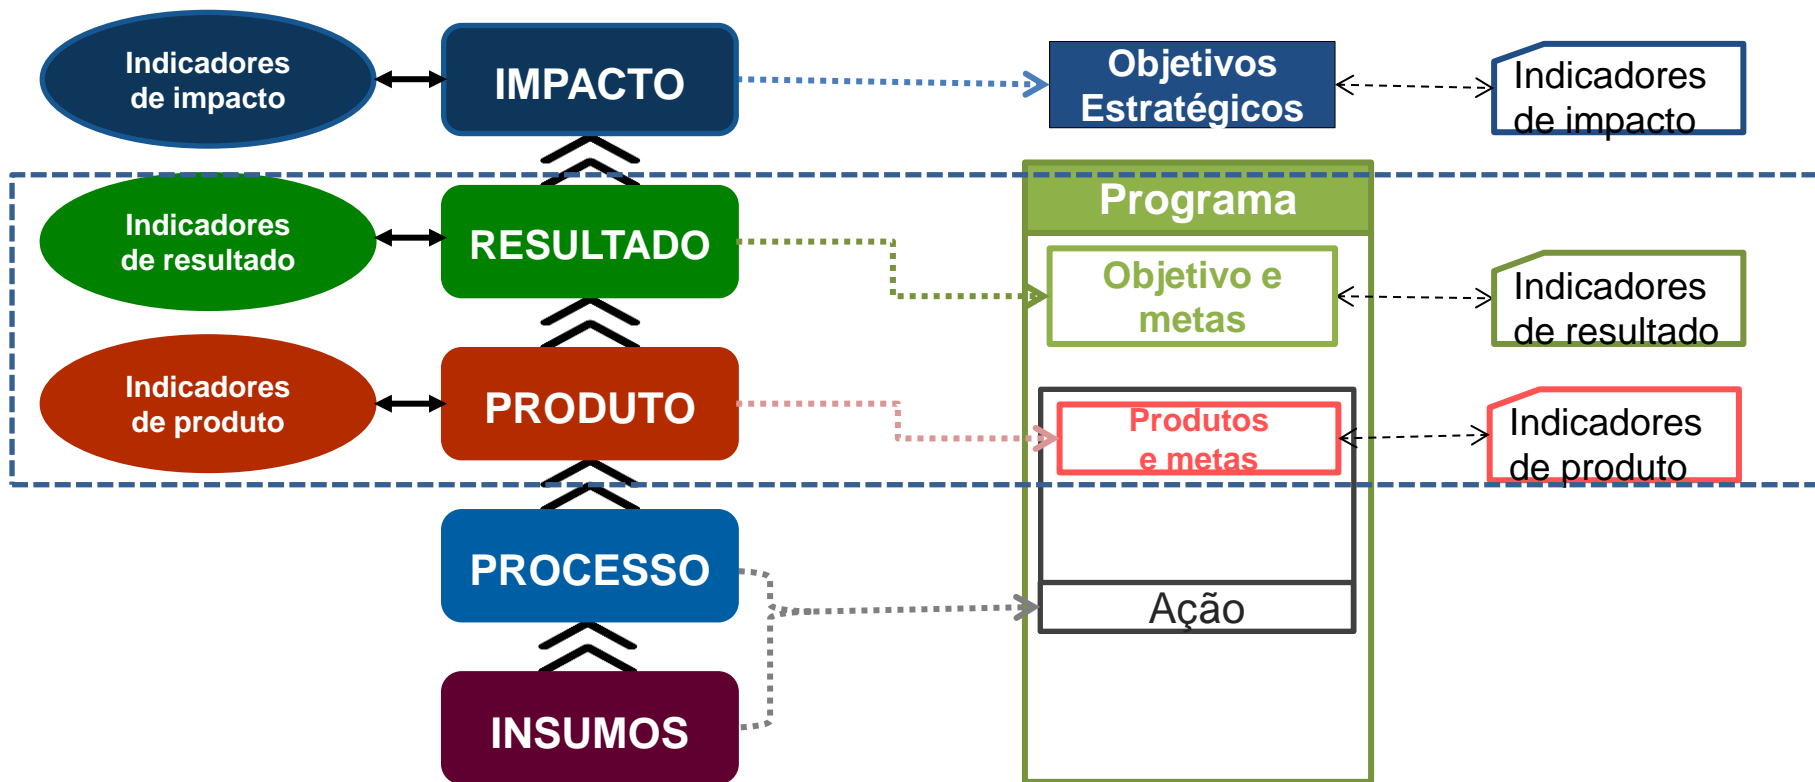 Indicadores
de impacto
IMPACTO
Objetivos
Estratégicos
Indicadores
de impacto
Programa
Indicadores
de resultado
RESULTADO
Objetivo e
metas
Indicadores
de resultado
Indicadores
de produto
PRODUTO
Produtos
e metas
Indicadores
de produto
PROCESSO
Ação
INSUMOS